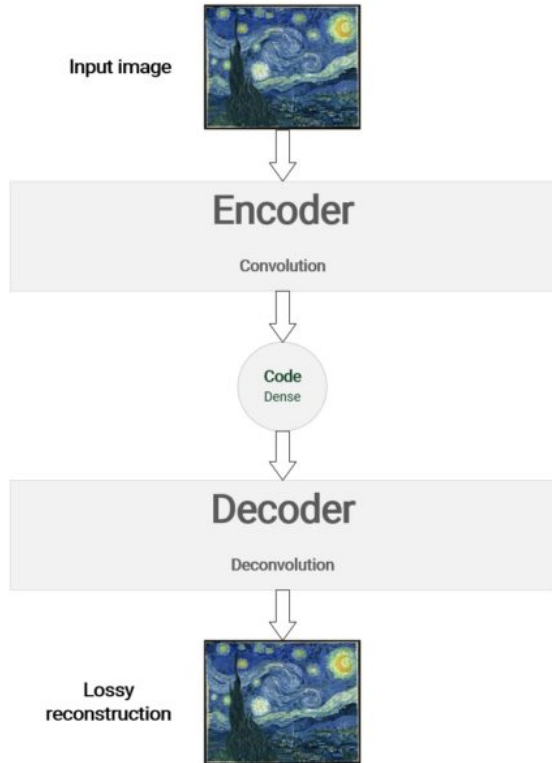 Input image
Encoder
Convolution
Code
Dense
Decoder
Deconvolution
Lossy
reconstruction